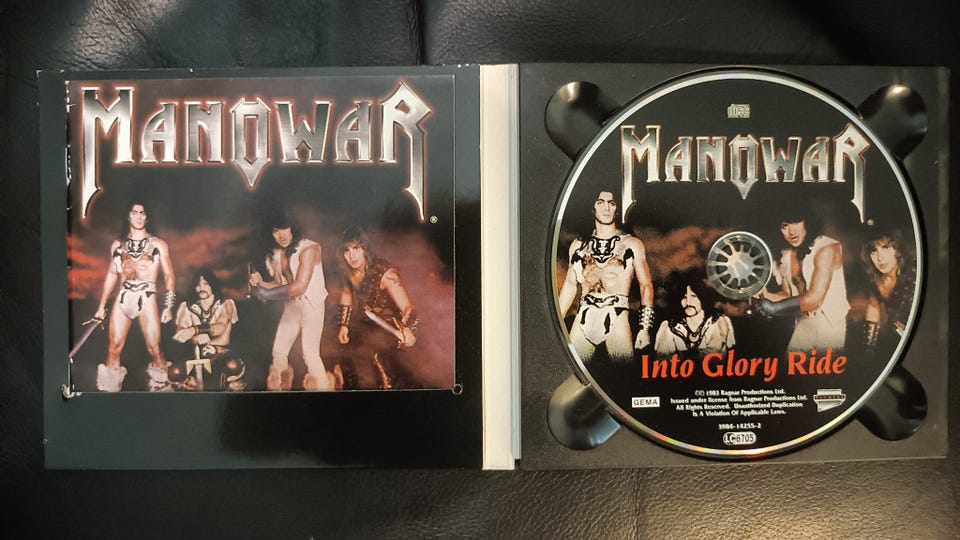 MANOWAR
®
disc
MANOWAR
®
Into Glory Ride
GEMA
©℗ 1983 Ragnar Productions Ltd.
Issued under license from Ragnar Productions Ltd.
All Rights Reserved. Unauthorized Duplication
Is A Violation Of Applicable Laws.
3984-14255-2
LC 6705